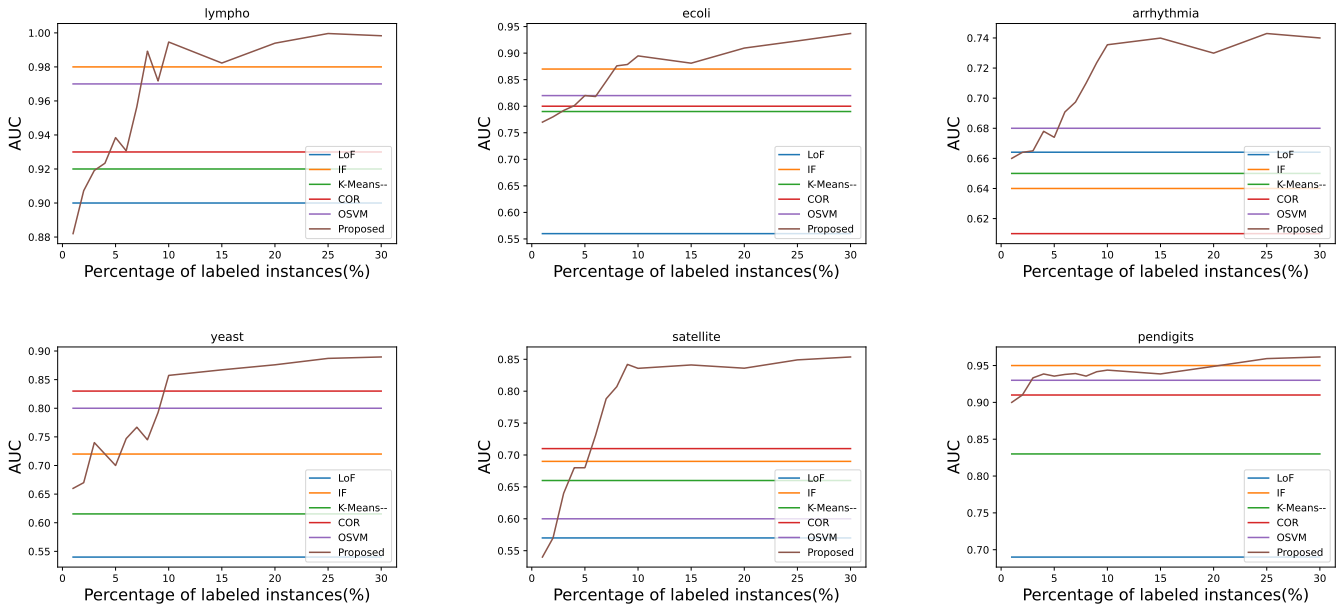 lympho
AUC
1.00
0.98
0.96
0.94
0.92
0.90
0.88
0 5 10 15 20 25 30
Percentage of labeled instances(%)
LoF
IF
K-Means--
COR
OSVM
Proposed
ecoli
AUC
0.95
0.90
0.85
0.80
0.75
0.70
0.65
0.60
0.55
0 5 10 15 20 25 30
Percentage of labeled instances(%)
LoF
IF
K-Means--
COR
OSVM
Proposed
arrhythmia
AUC
0.74
0.72
0.70
0.68
0.66
0.64
0.62
0 5 10 15 20 25 30
Percentage of labeled instances(%)
LoF
IF
K-Means--
COR
OSVM
Proposed
yeast
AUC
0.90
0.85
0.80
0.75
0.70
0.65
0.60
0.55
0 5 10 15 20 25 30
Percentage of labeled instances(%)
LoF
IF
K-Means--
COR
OSVM
Proposed
satellite
AUC
0.85
0.80
0.75
0.70
0.65
0.60
0.55
0 5 10 15 20 25 30
Percentage of labeled instances(%)
LoF
IF
K-Means--
COR
OSVM
Proposed
pendigits
AUC
0.95
0.90
0.85
0.80
0.75
0.70
0 5 10 15 20 25 30
Percentage of labeled instances(%)
LoF
IF
K-Means--
COR
OSVM
Proposed